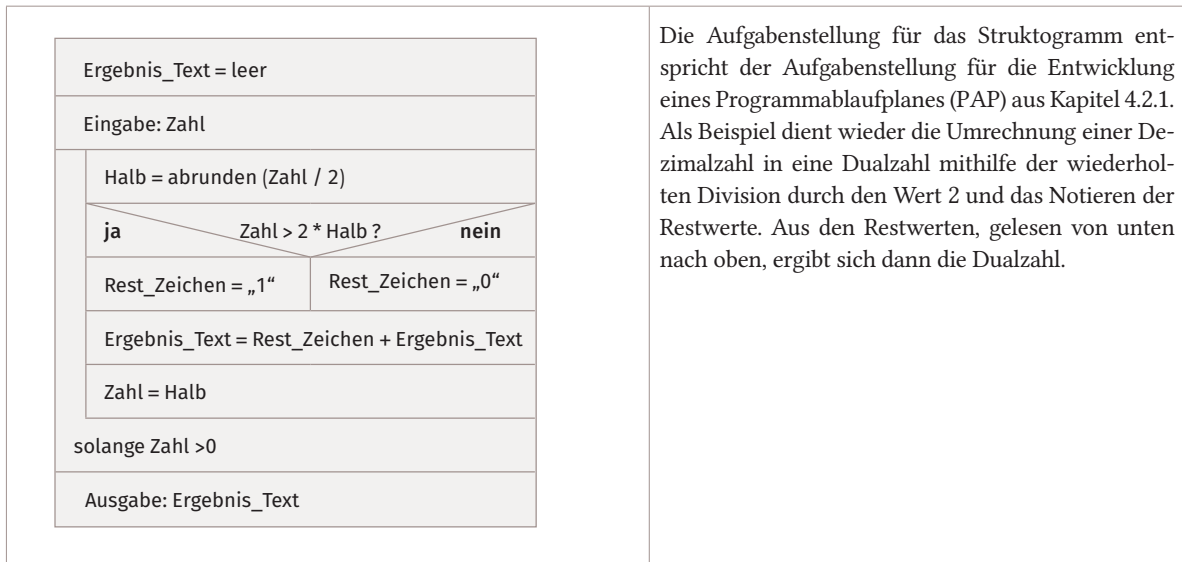 Ergebnis_Text = leer
Eingabe: Zahl
Halb = abrunden (Zahl / 2)
ja Zahl > 2 * Halb ? nein
Rest_Zeichen = „1“ Rest_Zeichen = „0“
Ergebnis_Text = Rest_Zeichen + Ergebnis_Text
Zahl = Halb
solange Zahl >0
Ausgabe: Ergebnis_Text
Die Aufgabenstellung für das Struktogramm ent-
spricht der Aufgabenstellung für die Entwicklung
eines Programmablaufplanes (PAP) aus Kapitel 4.2.1.
Als Beispiel dient wieder die Umrechnung einer De-
zimalzahl in eine Dualzahl mithilfe der wiederhol-
ten Division durch den Wert 2 und das Notieren der
Restwerte. Aus den Restwerten, gelesen von unten
nach oben, ergibt sich dann die Dualzahl.